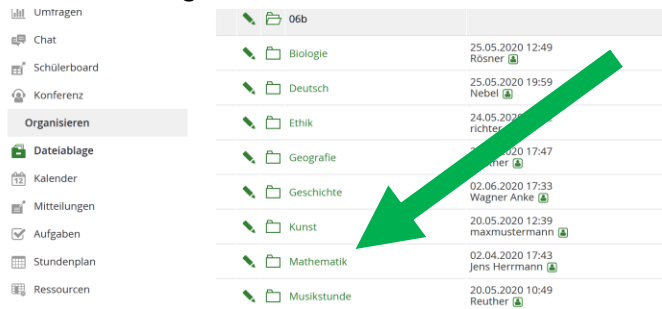 Umfragen
Chat
Schülerboard
Konferenz
Organisieren
Dateiablage
12 Kalender
Mitteilungen
Aufgaben
Stundenplan
Ressourcen
06b
Biologie
25.05.2020 12:49
Rösner
Deutsch
25.05.2020 19:59
Nebel
Ethik
24.05.2020
richter
Geografie
17:47
Geschichte
02.06.2020 17:33
Wagner Anke
Kunst
20.05.2020 12:39
maxmustermann
Mathematik
02.04.2020 17:43
Jens Herrmann
Musikstunde
20.05.2020 10:49
Reuther